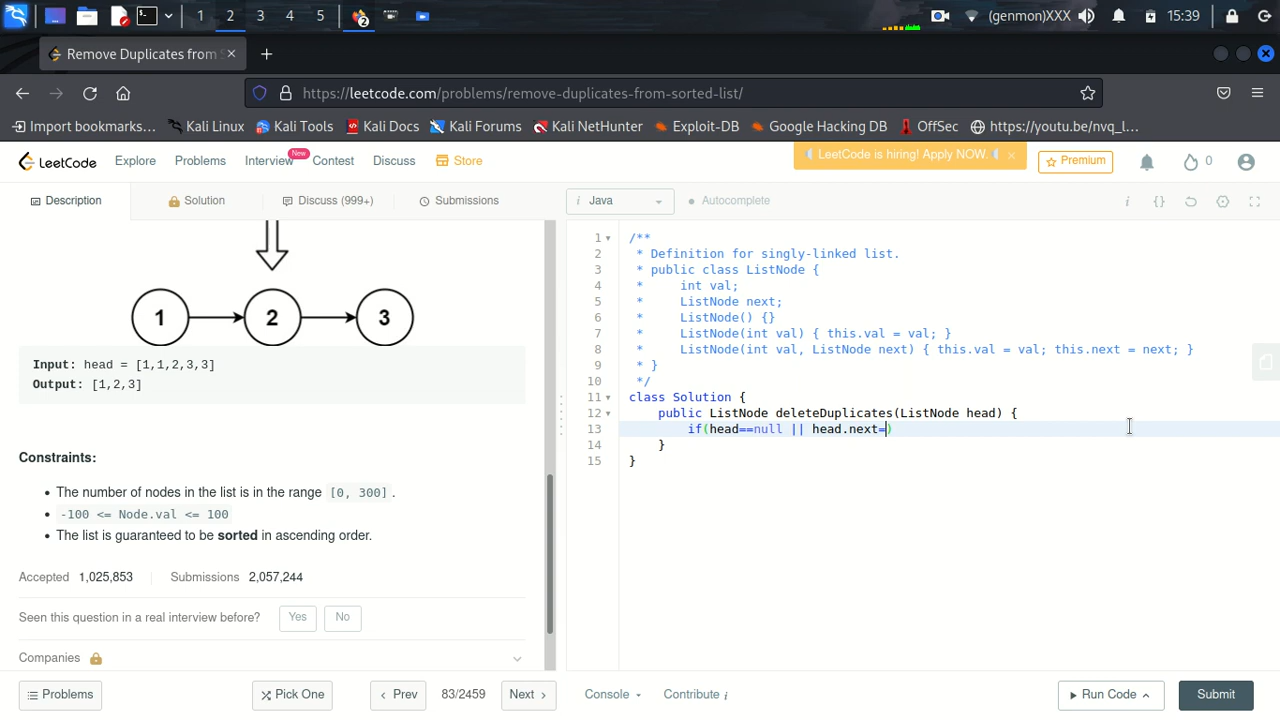 1 2 3 4 5 2 (genmon)XXX 15:39
Remove Duplicates from S
https://leetcode.com/problems/remove-duplicates-from-sorted-list/
Import bookmarks... Kali Linux Kali Tools Kali Docs Kali Forums Kali NetHunter Exploit-DB Google Hacking DB OffSec https://youtu.be/nvq_l...
LeetCode Explore Problems Interview New Contest Discuss Store LeetCode is hiring! Apply NOW. × Premium 0
Description Solution Discuss (999+) Submissions i Java Autocomplete i {}
1 2 3
Input: head = [1,1,2,3,3]
Output: [1,2,3]
Constraints:
• The number of nodes in the list is in the range [0, 300].
• -100 <= Node.val <= 100
• The list is guaranteed to be sorted in ascending order.
Accepted 1,025,853 Submissions 2,057,244
Seen this question in a real interview before? Yes No
Companies
1 /**
2 * Definition for singly-linked list.
3 * public class ListNode {
4 * int val;
5 * ListNode next;
6 * ListNode() {}
7 * ListNode(int val) { this.val = val; }
8 * ListNode(int val, ListNode next) { this.val = val; this.next = next; }
9 * }
10 */
11 class Solution {
12 public ListNode deleteDuplicates(ListNode head) {
13 if(head==null || head.next=)
14 }
15 }
Problems Pick One Prev 83/2459 Next Console Contribute i Run Code Submit